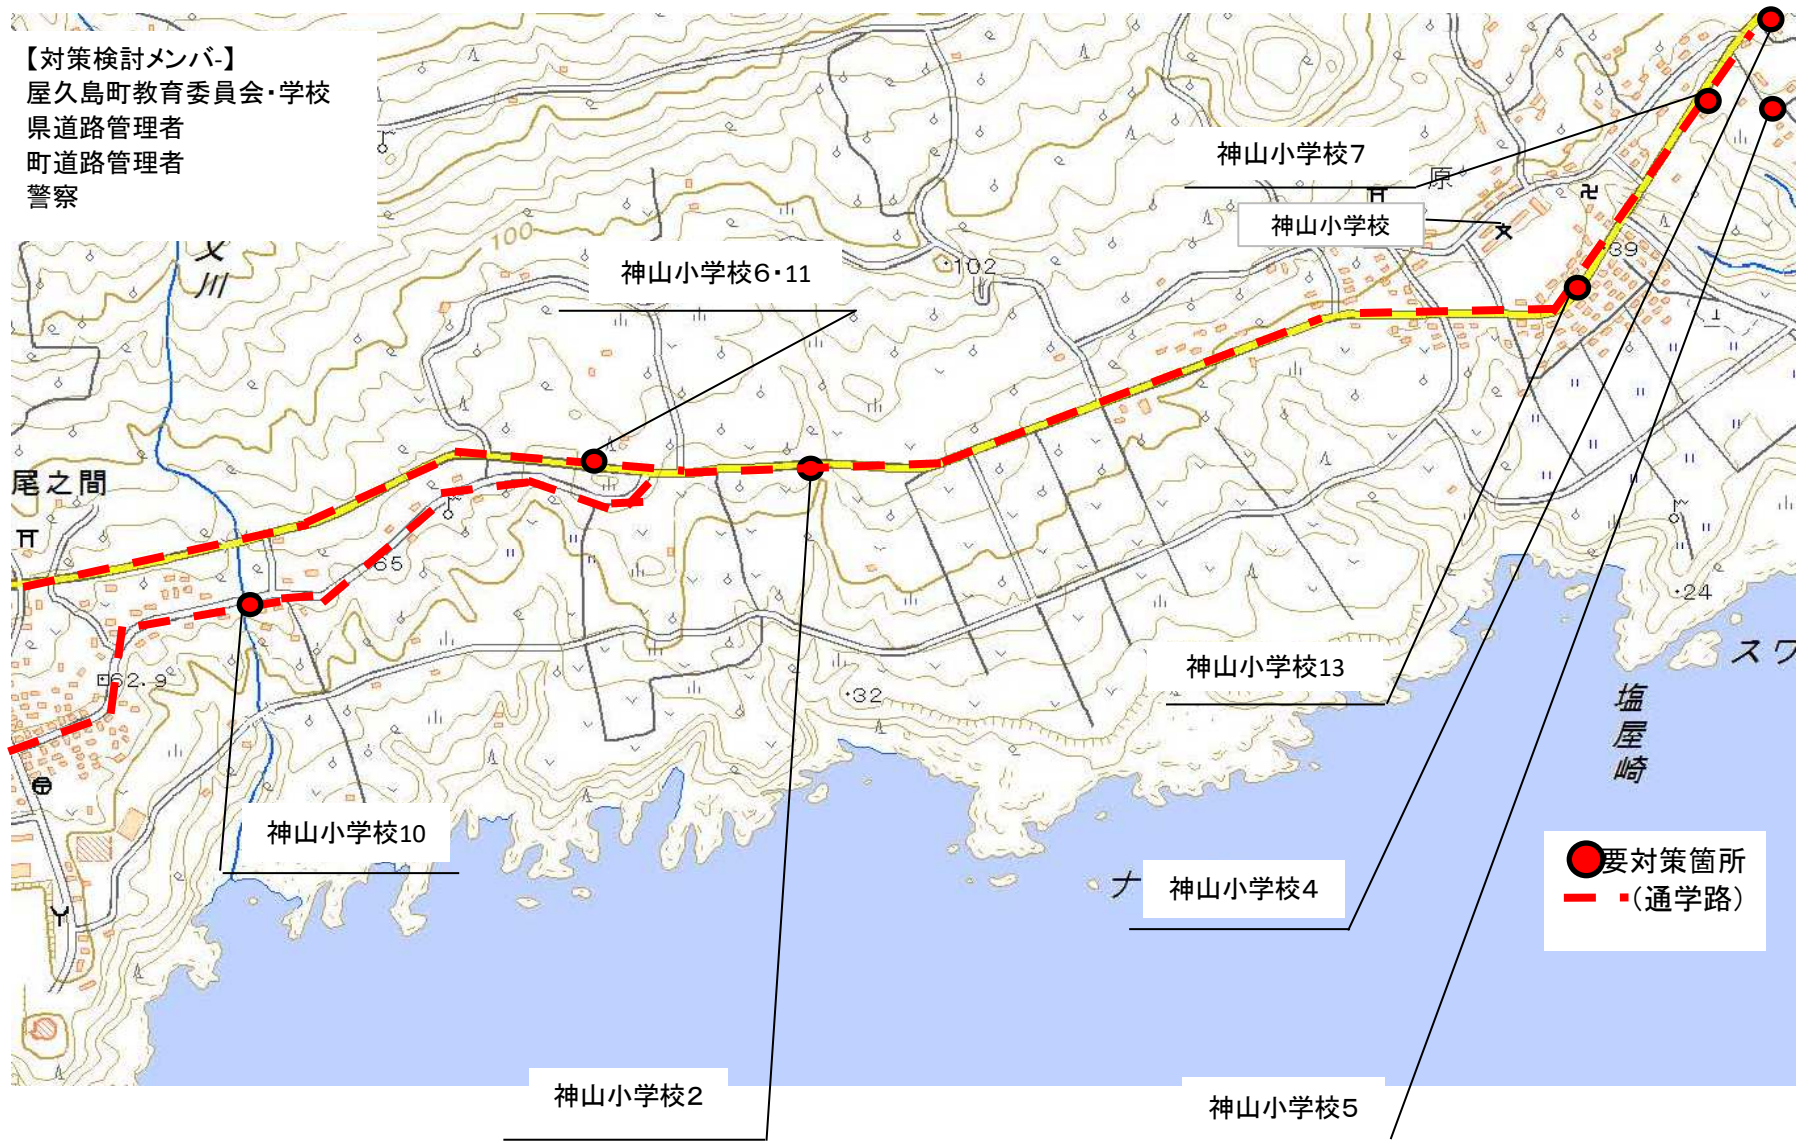 【対策検討メンバ-】
屋久島町教育委員会・学校
県道路管理者
町道路管理者
警察
神山小学校7
原
神山小学校
39
川
100
神山小学校6・11
102
尾之間
65
62.9
32
24
スワ
神山小学校13
塩屋崎
神山小学校10
ナ
神山小学校4
要対策箇所
(通学路)
神山小学校2
神山小学校5